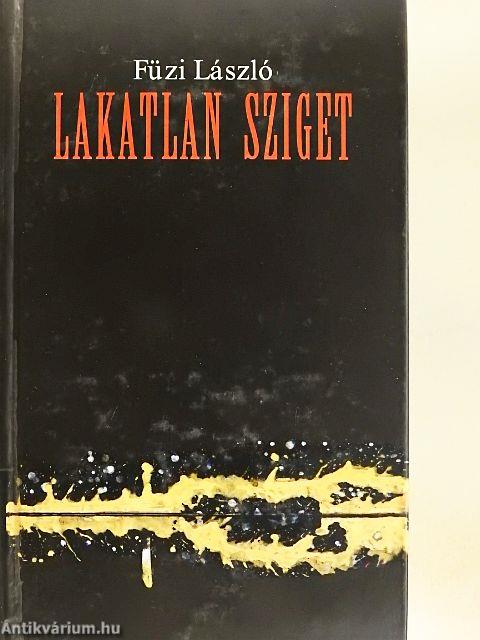 Füzi László
LAKATLAN SZIGET
Antikvárium.hu